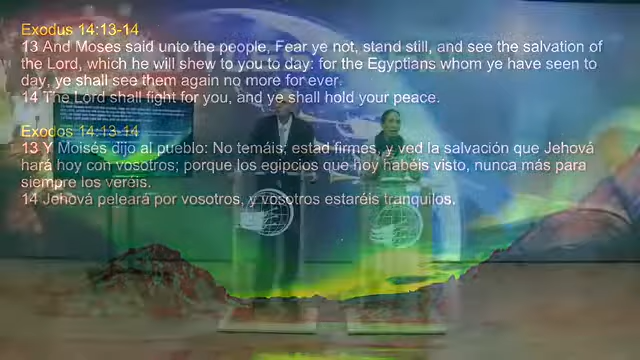 Exodus 14:13-14
13 And Moses said unto the people, Fear ye not, stand still, and see the salvation of
the Lord, which he will shew to you to day: for the Egyptians whom ye have seen to
day, ye shall see them again no more for ever.
14 The Lord shall fight for you, and ye shall hold your peace.
Exodos 14:13-14
13 Y Moisés dijo al pueblo: No temáis; estad firmes, y ved la salvación que Jehová
hará hoy con vosotros; porque los egipcios que hoy habéis visto, nunca más para
siempre los veréis.
14 Jehová peleará por vosotros, y vosotros estaréis tranquilos.